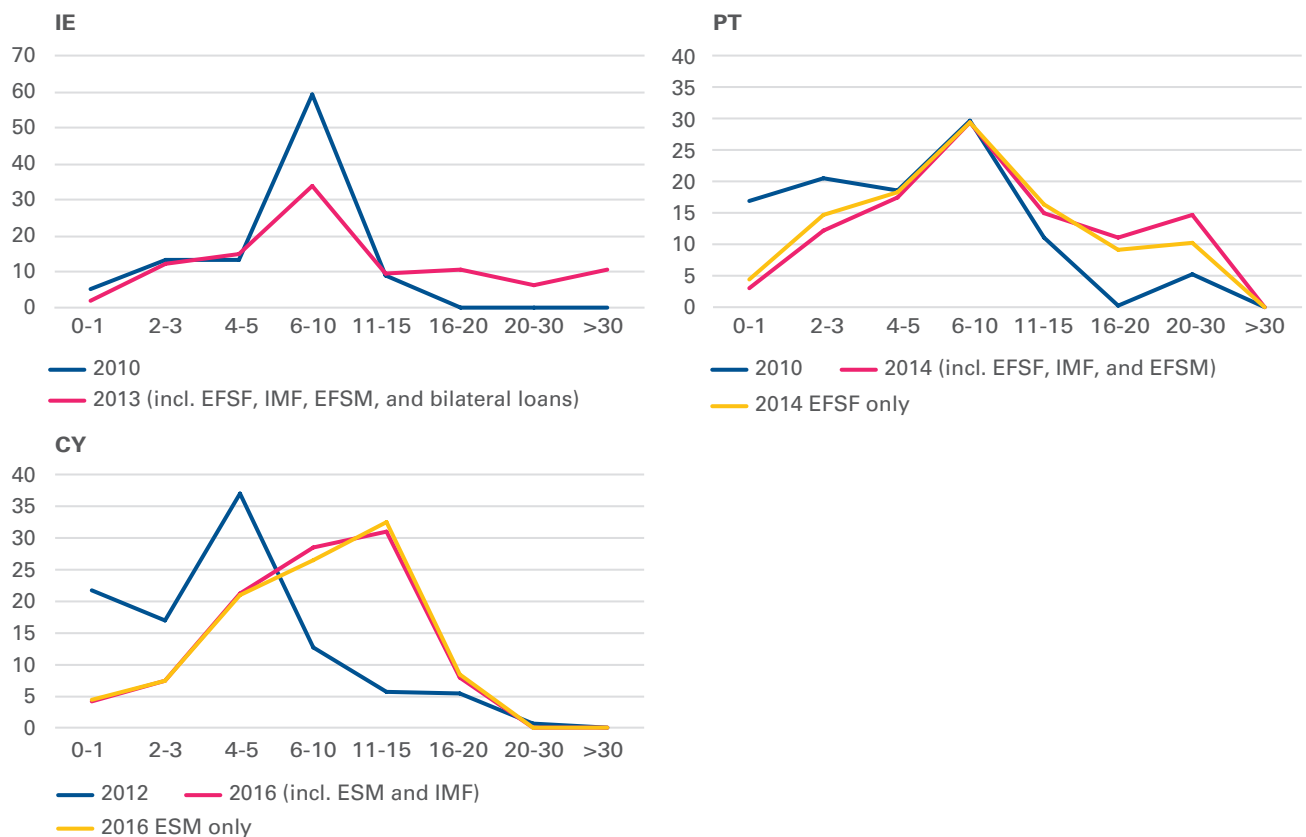 IE
70
60
50
40
30
20
10
0
0-1 2-3 4-5 6-10 11-15 16-20 20-30 >30
2010
2013 (incl. EFSF, IMF, EFSM, and bilateral loans)
PT
40
35
30
25
20
15
10
5
0
0-1 2-3 4-5 6-10 11-15 16-20 20-30 >30
2010 2014 (incl. EFSF, IMF, and EFSM)
2014 EFSF only
CY
40
35
30
25
20
15
10
5
0
0-1 2-3 4-5 6-10 11-15 16-20 20-30 >30
2012 2016 (incl. ESM and IMF)
2016 ESM only